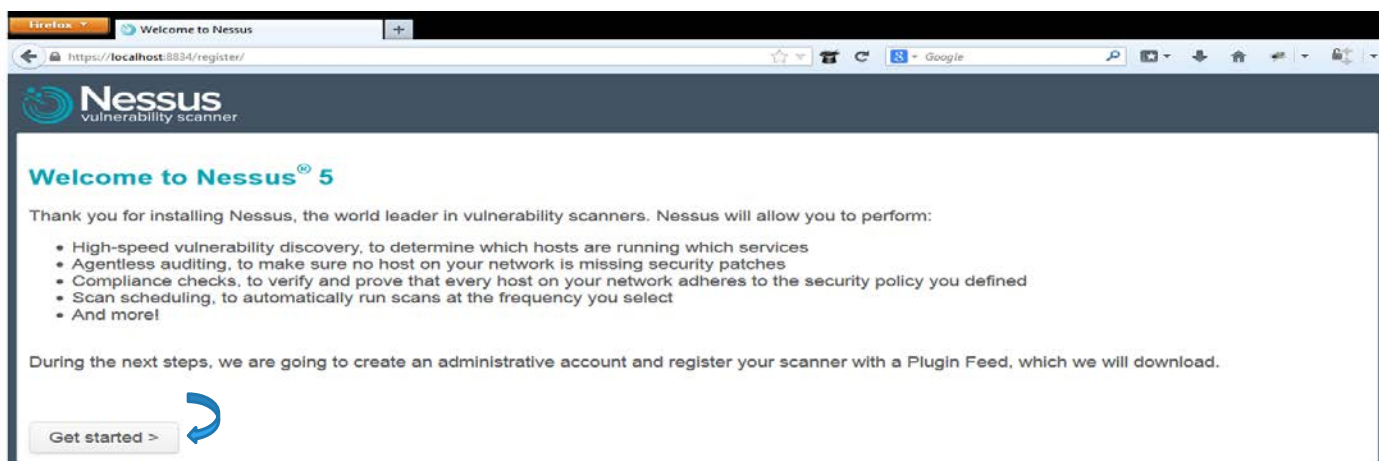 Firefox
Welcome to Nessus
+
https://localhost:8834/register/
Google
Nessus
vulnerability scanner
Welcome to Nessus® 5
Thank you for installing Nessus, the world leader in vulnerability scanners. Nessus will allow you to perform:
• High-speed vulnerability discovery, to determine which hosts are running which services
• Agentless auditing, to make sure no host on your network is missing security patches
• Compliance checks, to verify and prove that every host on your network adheres to the security policy you defined
• Scan scheduling, to automatically run scans at the frequency you select
• And more!
During the next steps, we are going to create an administrative account and register your scanner with a Plugin Feed, which we will download.
Get started >